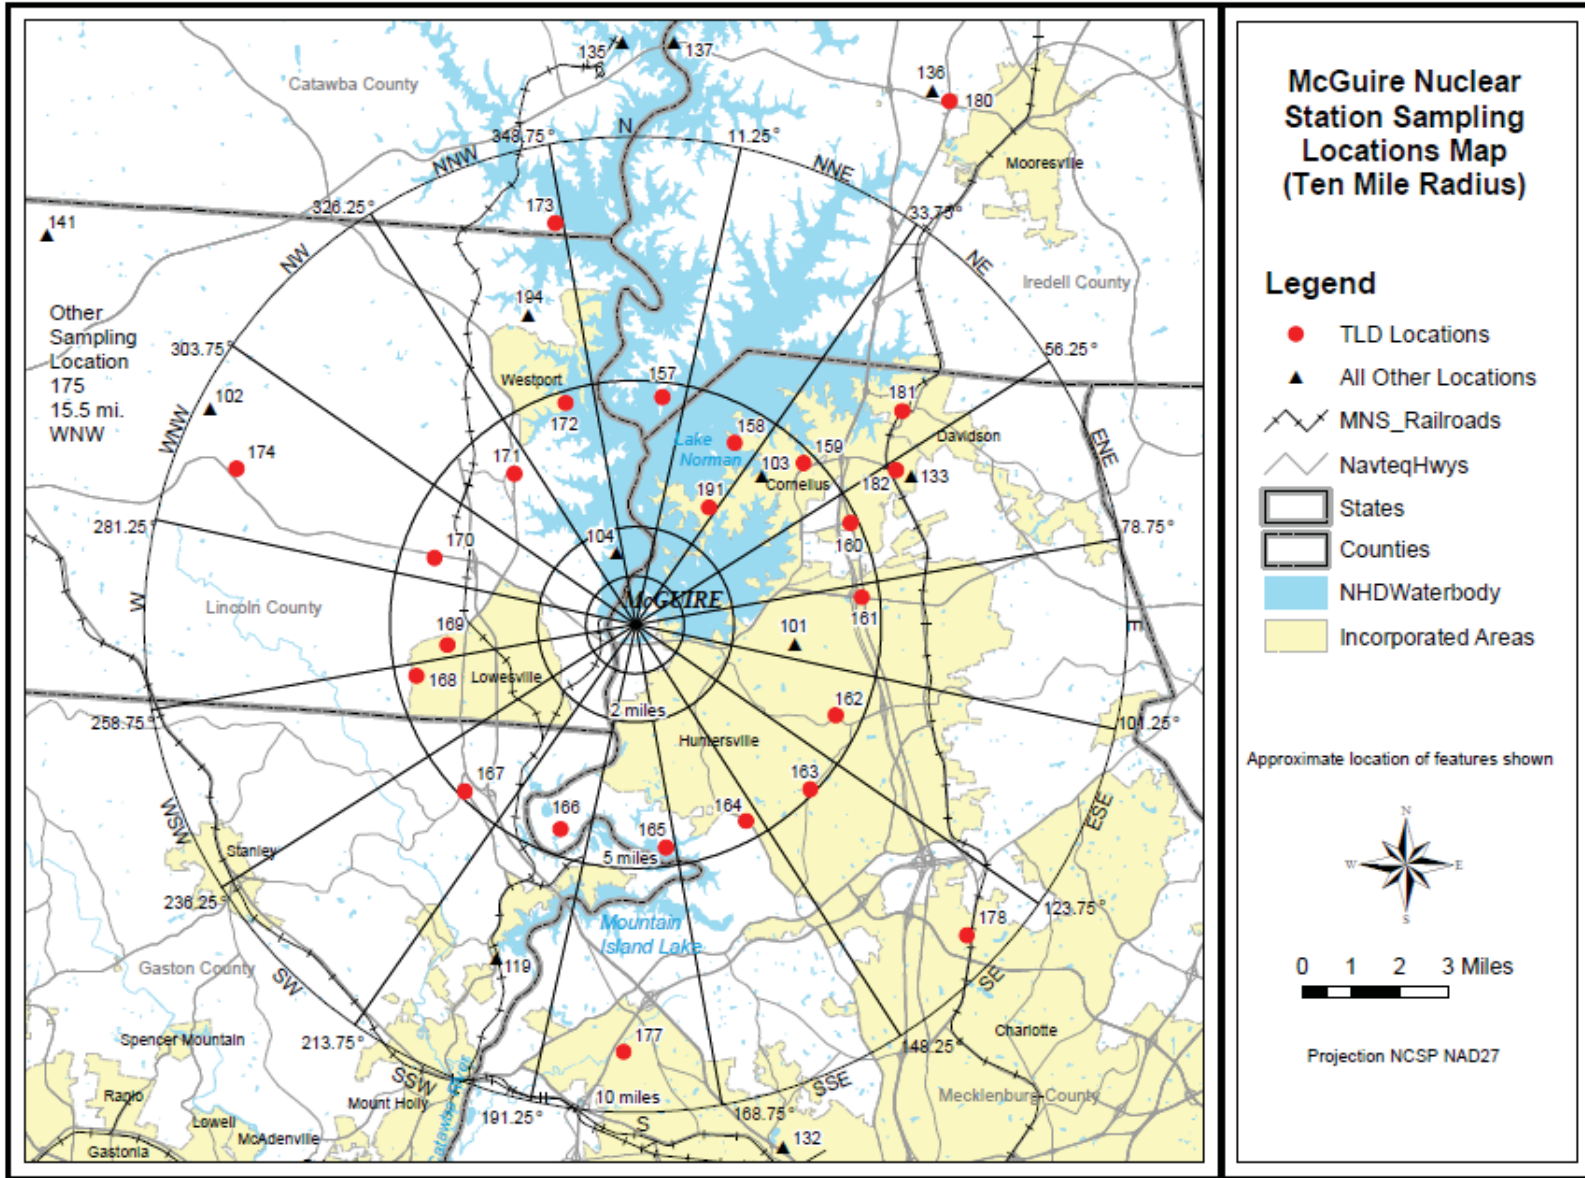 135
137
136
180
Catawba County
N
348.75°
11.25°
NNW
NNE
Mooresville
326.25°
173
33.75°
141
NW
NE
Iredell County
194
Other
Sampling
Location
175
15.5 mi.
WNW
303.75°
56.25°
Westport
157
172
181
102
WNW
158
Davidson
ENE
Lake
Norman
174
171
103
159
Cornelius
182
133
191
281.25°
78.75°
170
104
160
McGUIRE
W
Lincoln County
161
E
169
101
168
Lowesville
162
2 miles
258.75°
101.25°
Huntersville
167
163
166
164
165
WSW
ESE
Stanley
5 miles
236.25°
123.75°
178
Mountain
Island Lake
Gaston County
119
SW
SE
Spencer Mountain
213.75°
177
Charlotte
148.25°
SSW
SSE
Ranlo
Mount Holly
10 miles
Mecklenburg County
191.25°
168.75°
Lowell
S
McAdenville
132
Gastonia
Catawba River
McGuire Nuclear
Station Sampling
Locations Map
(Ten Mile Radius)
Legend
TLD Locations
All Other Locations
MNS_Railroads
NavteqHwys
States
Counties
NHDWaterbody
Incorporated Areas
Approximate location of features shown
N
W
E
S
0 1 2 3 Miles
Projection NCSP NAD27